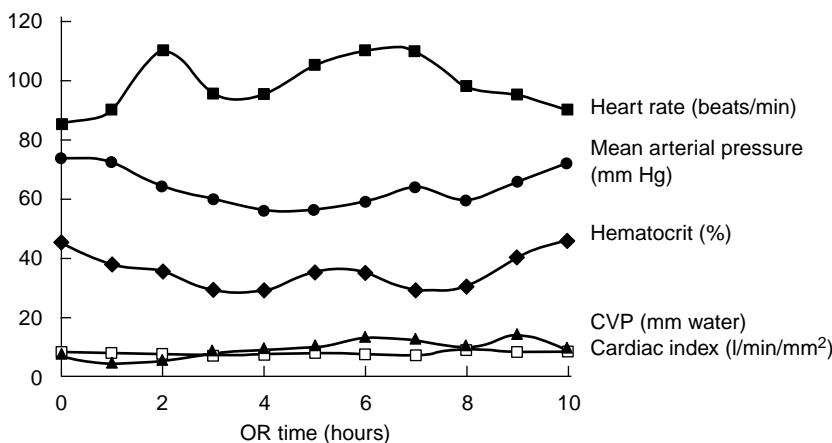 120
100
80
60
40
20
0
0 2 4 6 8 10
OR time (hours)
Heart rate (beats/min)
Mean arterial pressure
(mm Hg)
Hematocrit (%)
CVP (mm water)
Cardiac index (l/min/mm²)